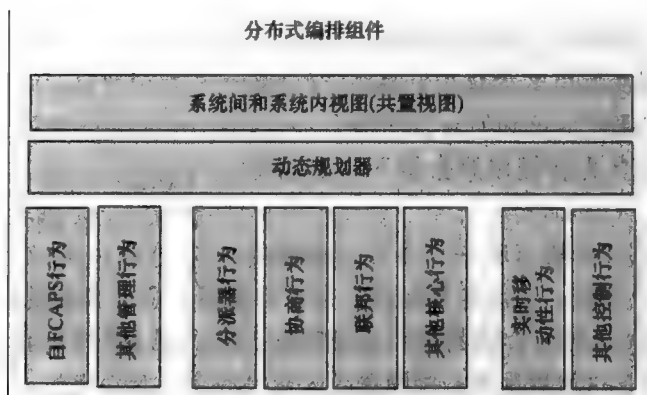 分布式编排组件
系统间和系统内视图(共置视图)
动态规划器
自FCAPS行为
其他管理行为
分派器行为
协商行为
联邦行为
其他核心行为
实时移
动性行为
其他控制行为